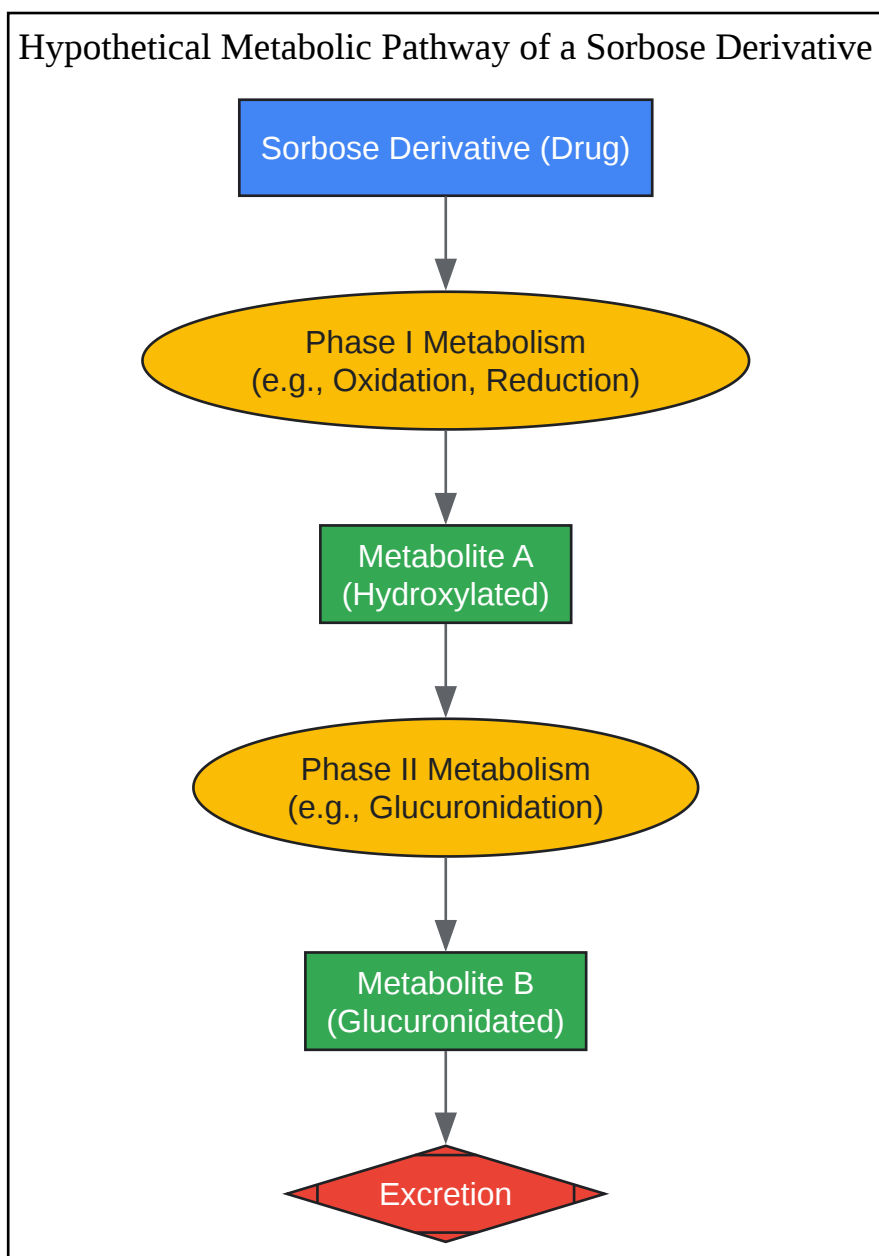 Hypothetical Metabolic Pathway of a Sorbose Derivative
Sorbose Derivative (Drug)
Phase I Metabolism
(e.g., Oxidation, Reduction)
Metabolite A
(Hydroxylated)
Phase II Metabolism
(e.g., Glucuronidation)
Metabolite B
(Glucuronidated)
Excretion